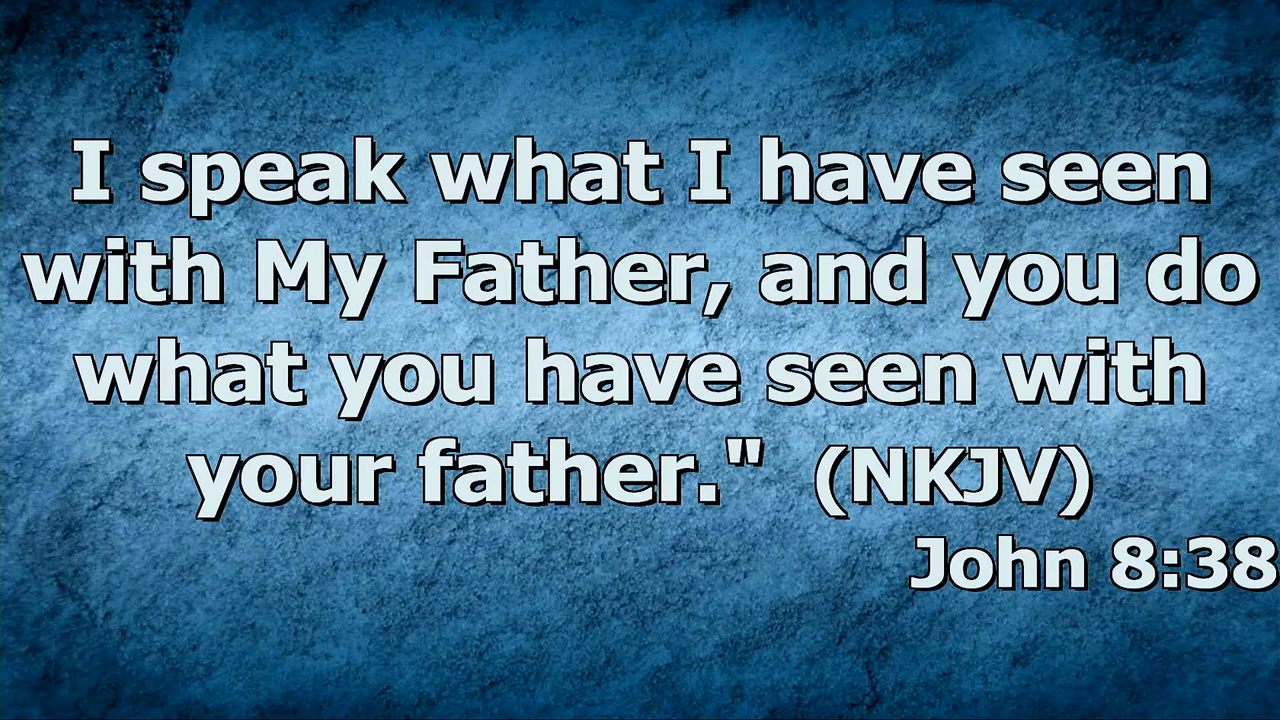 I speak what I have seen
with My Father, and you do
what you have seen with
your father." (NKJV)
John 8:38